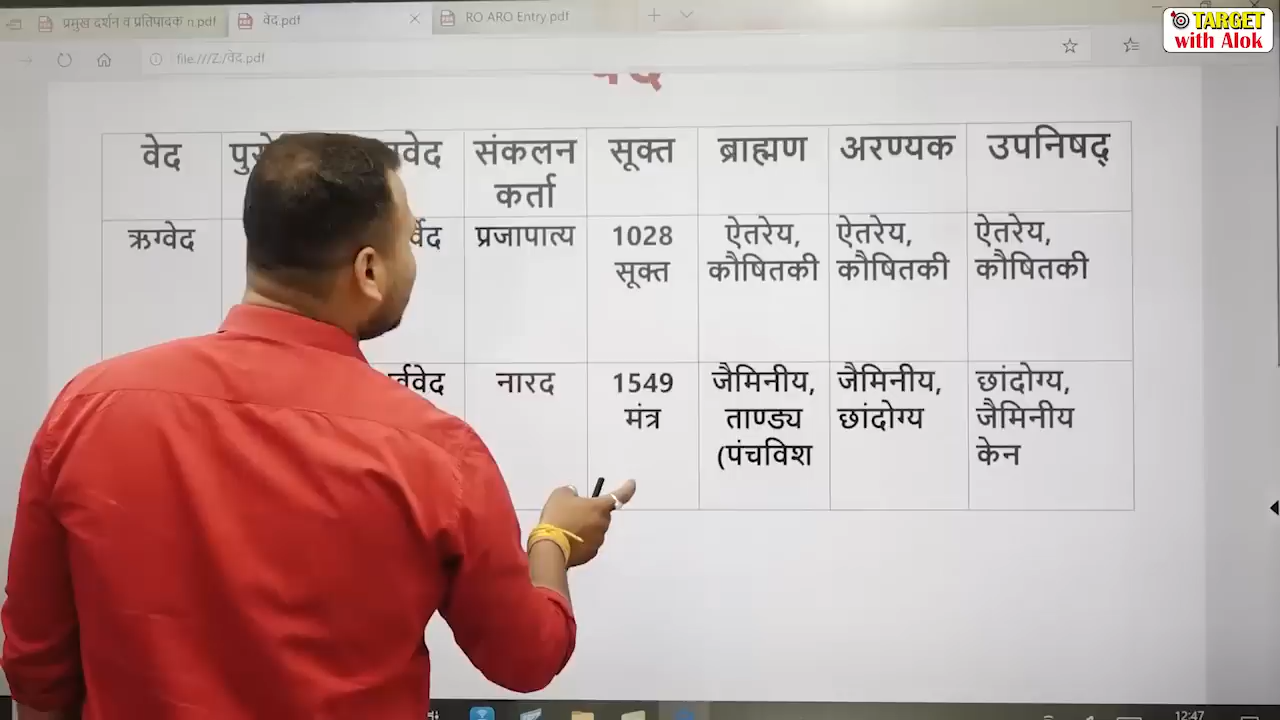 प्रमुख दर्शन व प्रतिपादक n.pdf
वेद.pdf
RO ARO Entry.pdf
TARGET
with Alok
file:///Z:/वेद.pdf
वेद
संकलन
कर्ता
सूक्त
ब्राह्मण
अरण्यक
उपनिषद्
ऋग्वेद
प्रजापात्य
1028
सूक्त
ऐतरेय,
कौषितकी
ऐतरेय,
कौषितकी
ऐतरेय,
कौषितकी
नारद
1549
मंत्र
जैमिनीय,
ताण्ड्य
(पंचविश
जैमिनीय,
छांदोग्य
छांदोग्य,
जैमिनीय
केन
12:47